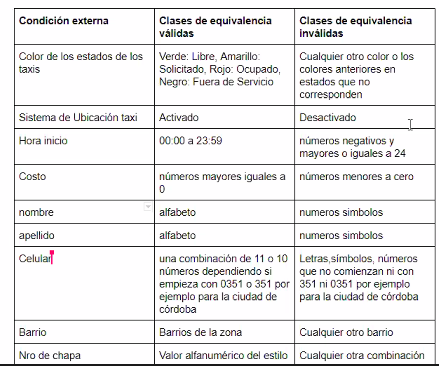 Condición externa
Clases de equivalencia
válidas
Clases de equivalencia
inválidas
Color de los estados de los
taxis
Verde: Libre, Amarillo:
Solicitado, Rojo: Ocupado,
Negro: Fuera de Servicio
Cualquier otro color o los
colores anteriores en
estados que no
corresponden
Sistema de Ubicación taxi
Activado
Desactivado
Hora inicio
00:00 a 23:59
números negativos y
mayores o iguales a 24
Costo
números mayores iguales a
0
números menores a cero
nombre
alfabeto
numeros simbolos
apellido
alfabeto
numeros simbolos
Celular
una combinación de 11 o 10
números dependiendo si
empieza con 0351 o 351 por
ejemplo para la ciudad de
córdoba
Letras,símbolos, números
que no comienzan ni con
351 ni 0351 por ejemplo
para la ciudad de córdoba
Barrio
Barrios de la zona
Cualquier otro barrio
Nro de chapa
Valor alfanumérico del estilo
Cualquier otra combinación